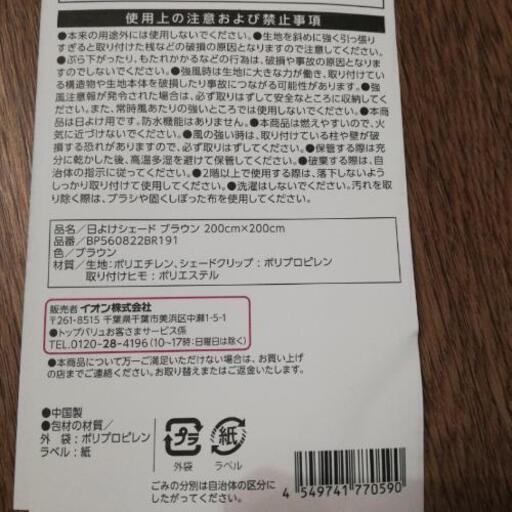 使用上の注意および禁止事項
●本来の用途外には使用しないでください。●生地を斜めに強く引っ張り
すぎると取り付けた桟などの破損の原因となりますので注意してください。
●ぶら下がったり、もたれかかるなどの行為は、破損や事故の原因となり
ますのでしないでください。●強風時は生地に大きな力が働き、取り付けてい
る構造物や生地本体を破損したり事故につながる可能性があります。●強
風注意報が発令された場合は、必ず取りはずして安全なところに収納してく
ださい。また、常時風あたりの強いところでは使用しないでください。●本商
品は日よけ用です。防水機能はありません。●本商品は燃えやすいので、火
気に近づけないでください。●風の強い時は、取り付けている柱や壁が破
損する恐れがありますので、必ず取りはずしてください。●保管する際は充
分に乾かした後、高温多湿を避けて保管してください。●破棄する際は、自
治体の指示に従ってください。●2階以上で使用する際は、落下しないよう
しっかり取り付けて使用してください。●洗濯はしないでください。汚れを取
り除く際は、ブラシや固くしぼった布を使用してください。
品名／日よけシェード ブラウン 200cm×200cm
品番／BP560822BR191
色／ブラウン
材質／生地：ポリエチレン、シェードクリップ：ポリプロピレン
取り付けヒモ：ポリエステル
販売者 イオン株式会社
〒261-8515 千葉県千葉市美浜区中瀬1-5-1
●トップバリュお客さまサービス係
TEL.0120-28-4196（10〜17時：日曜日は除く）
●本商品について万一ご満足いただけない場合は、お買い上げ
の店までご連絡ください。お取り替えまたはご返金いたします。
●中国製
●包材の材質／
外 袋：ポリプロピレン
ラベル：紙
プラ
外袋
紙
ラベル
ごみの分別は自治体の区分に
したがってください。
4 549741 770590